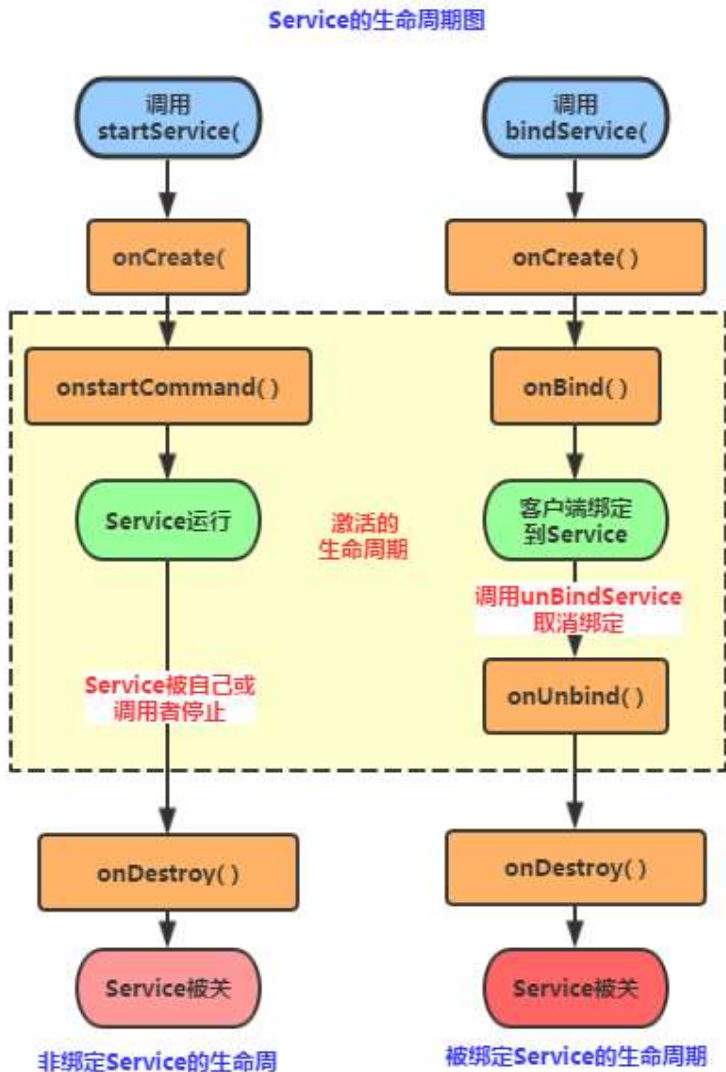 Service的生命周期图
调用
startService(
onCreate(
onstartCommand( )
Service运行
Service被自己或
调用者停止
onDestroy( )
Service被关
非绑定Service的生命周
激活的
生命周期
调用
bindService(
onCreate( )
onBind( )
客户端绑定
到Service
调用unBindService
取消绑定
onUnbind( )
onDestroy( )
Service被关
被绑定Service的生命周期